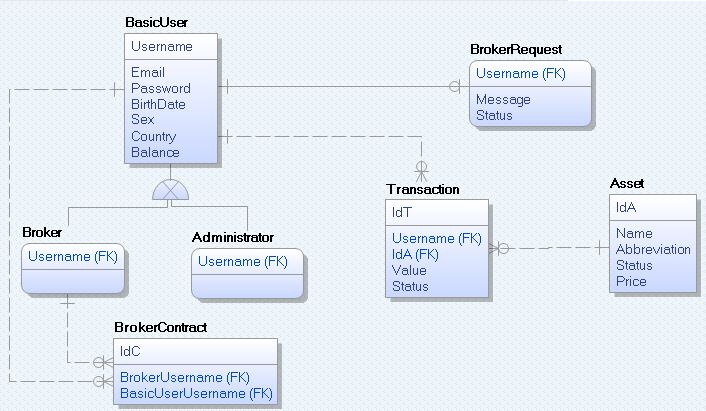 BasicUser
Username
Email
Password
BirthDate
Sex
Country
Balance
BrokerRequest
Username (FK)
Message
Status
Transaction
IdT
Username (FK)
IdA (FK)
Value
Status
Asset
IdA
Name
Abbreviation
Status
Price
Broker
Username (FK)
Administrator
Username (FK)
BrokerContract
IdC
BrokerUsername (FK)
BasicUserUsername (FK)